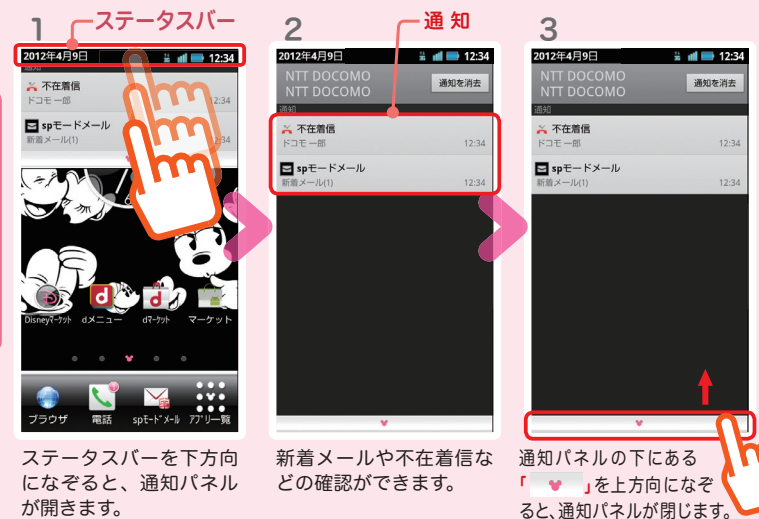 1
ステータスバー
2012年4月9日 12:34
通知
不在着信
ドコモ 一郎 12:34
spモードメール
新着メール(1) 2:34
Disneyマーケット dメニュー dマーケット マーケット
ブラウザ 電話 spモードメール アプリ一覧
ステータスバーを下方向
になぞると、通知パネル
が開きます。
2
通 知
2012年4月9日 12:34
NTT DOCOMO
NTT DOCOMO
通知を消去
通知
不在着信
ドコモ 一郎 12:34
spモードメール
新着メール(1) 12:34
新着メールや不在着信な
どの確認ができます。
3
2012年4月9日 12:34
NTT DOCOMO
NTT DOCOMO
通知を消去
通知
不在着信
ドコモ 一郎 12:34
spモードメール
新着メール(1) 12:34
通知パネルの下にある
「 」を上方向になぞ
ると、通知パネルが閉じます。